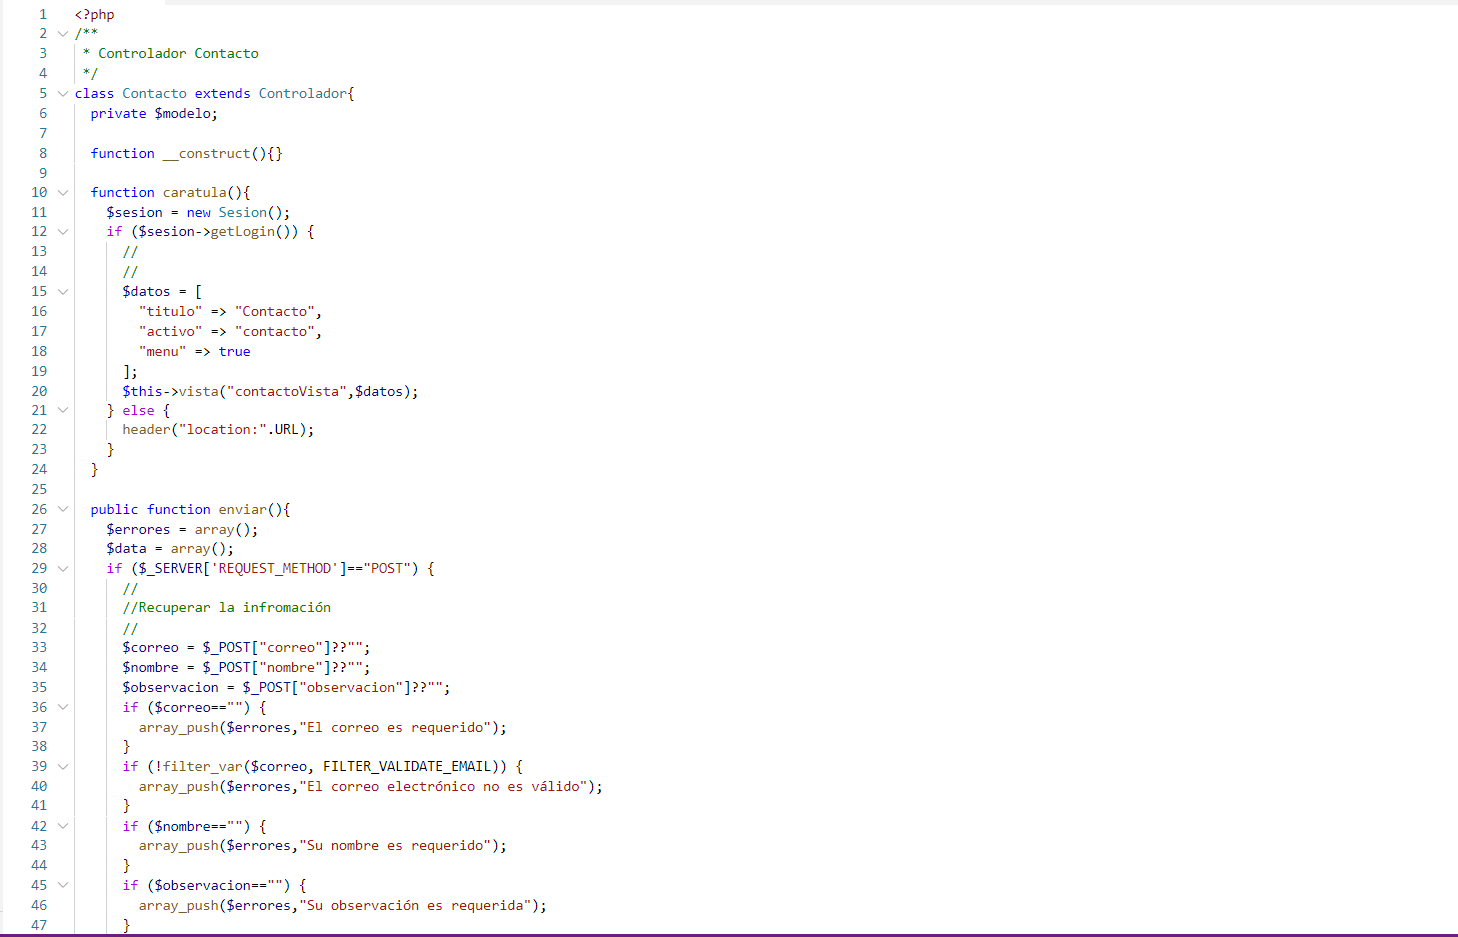 1 <?php
2 /**
3  * Controlador Contacto
4  */
5 class Contacto extends Controlador{
6   private $modelo;
7
8   function __construct(){}
9
10   function caratula(){
11     $sesion = new Sesion();
12     if ($sesion->getLogin()) {
13       //
14       //
15       $datos = [
16         "titulo" => "Contacto",
17         "activo" => "contacto",
18         "menu" => true
19       ];
20       $this->vista("contactoVista",$datos);
21     } else {
22       header("location:".URL);
23     }
24   }
25
26   public function enviar(){
27     $errores = array();
28     $data = array();
29     if ($_SERVER['REQUEST_METHOD']=="POST") {
30       //
31       //Recuperar la infromación
32       //
33       $correo = $_POST["correo"]??"";
34       $nombre = $_POST["nombre"]??"";
35       $observacion = $_POST["observacion"]??"";
36       if ($correo=="") {
37         array_push($errores,"El correo es requerido");
38       }
39       if (!filter_var($correo, FILTER_VALIDATE_EMAIL)) {
40         array_push($errores,"El correo electrónico no es válido");
41       }
42       if ($nombre=="") {
43         array_push($errores,"Su nombre es requerido");
44       }
45       if ($observacion=="") {
46         array_push($errores,"Su observación es requerida");
47       }